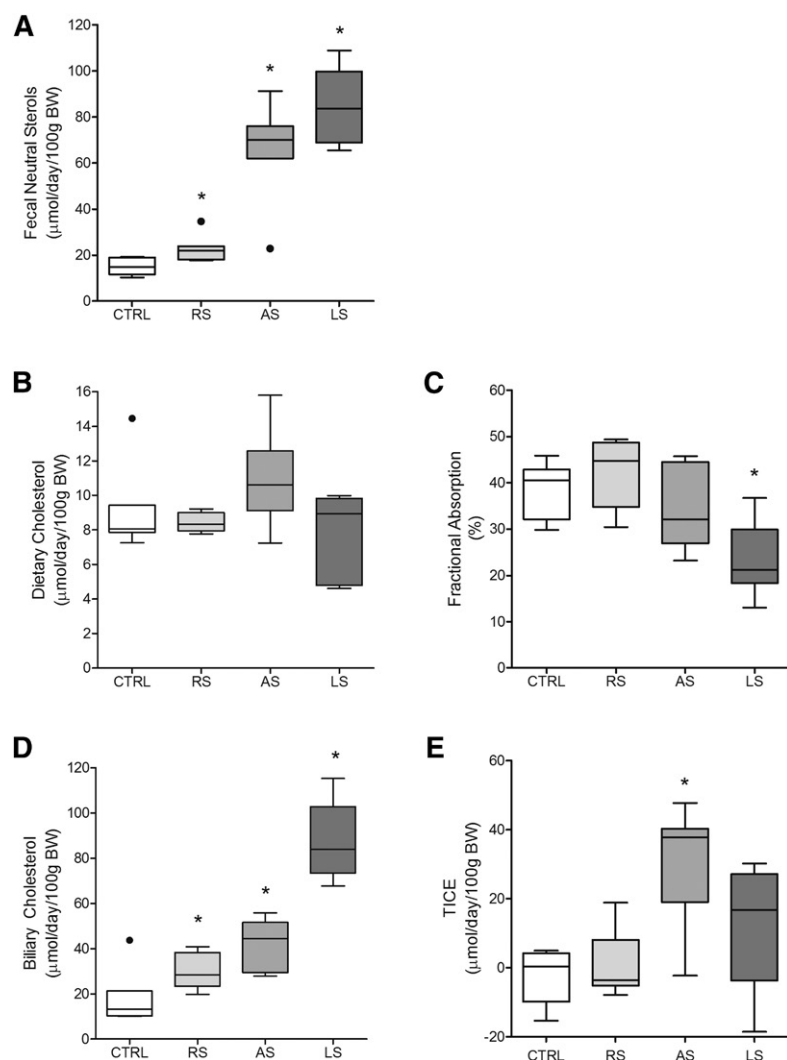 A
Fecal Neutral Sterols
(μmol/day/100g BW)
120
100
80
60
40
20
0
*
*
*
CTRL RS AS LS
B
Dietary Cholesterol
(μmol/day/100g BW)
16
14
12
10
8
6
4
2
0
CTRL RS AS LS
C
Fractional Absorption
(%)
60
50
40
30
20
10
0
*
CTRL RS AS LS
D
Biliary Cholesterol
(μmol/day/100g BW)
120
100
80
60
40
20
0
*
*
*
CTRL RS AS LS
E
TICE
(μmol/day/100g BW)
60
40
20
0
-20
*
CTRL RS AS LS